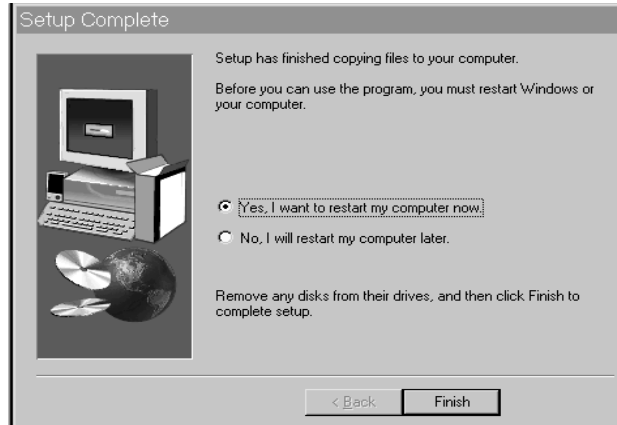 Setup Complete
Setup has finished copying files to your computer.
Before you can use the program, you must restart Windows or
your computer.
Yes, I want to restart my computer now.
No, I will restart my computer later.
Remove any disks from their drives, and then click Finish to
complete setup.
< Back
Finish